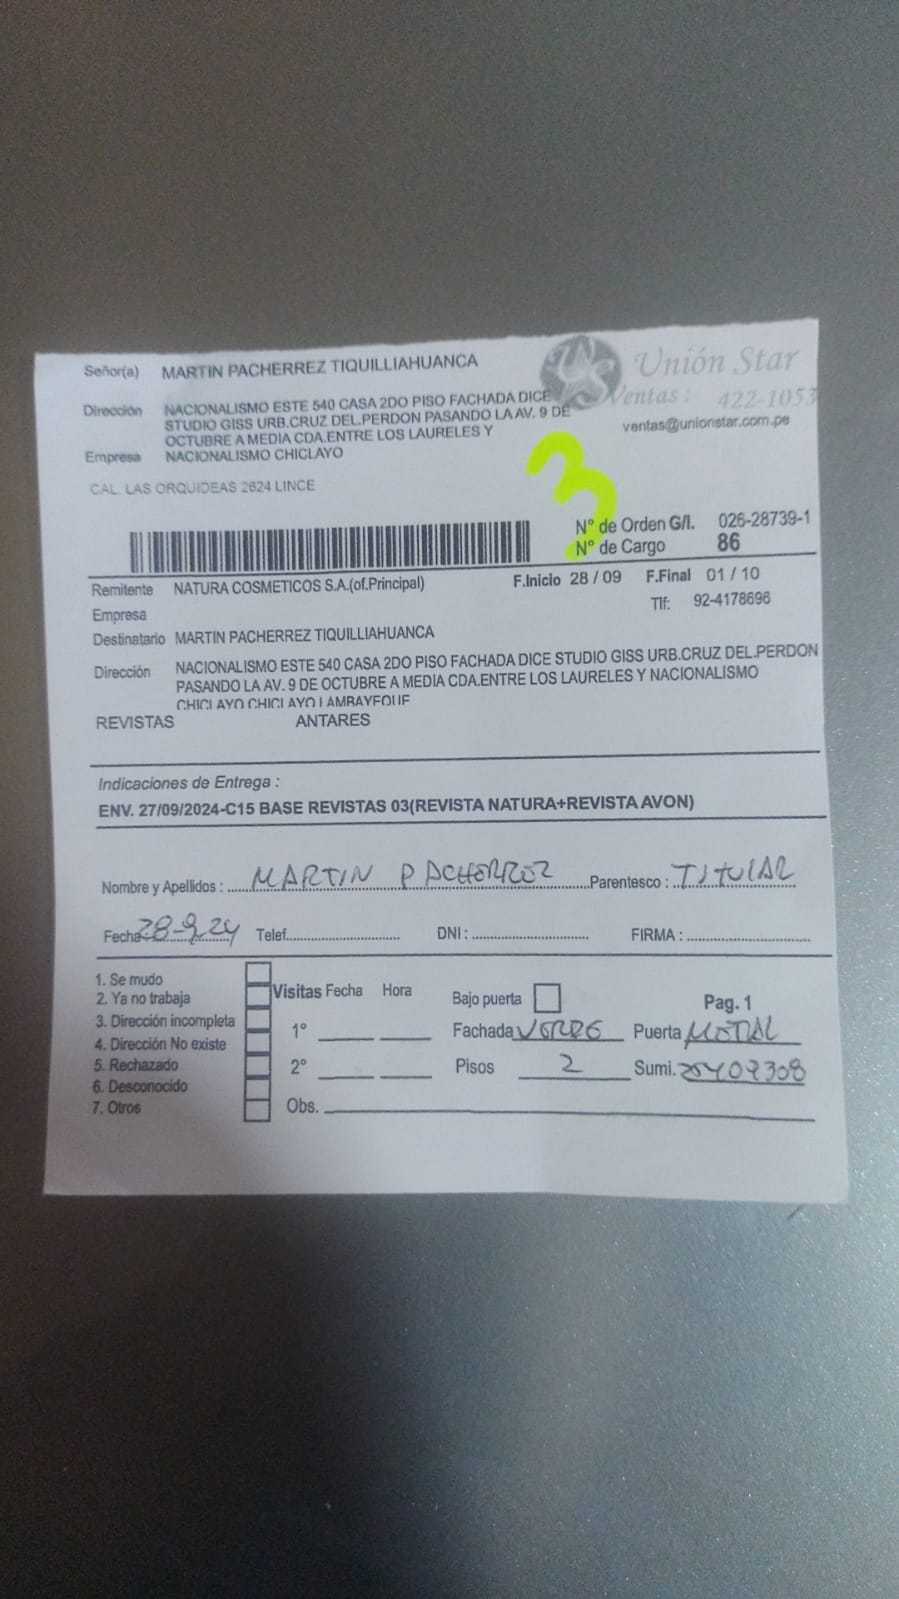 Señor(a) MARTIN PACHERREZ TIQUILLIAHUANCA
US Unión Star
Ventas: 422-1053
ventas@unionstar.com.pe
Dirección NACIONALISMO ESTE 540 CASA 2DO PISO FACHADA DICE
STUDIO GISS URB.CRUZ DEL.PERDON PASANDO LA AV. 9 DE
OCTUBRE A MEDIA CDA.ENTRE LOS LAURELES Y
Empresa NACIONALISMO CHICLAYO
CAL. LAS ORQUIDEAS 2624 LINCE
3
N° de Orden G/I. 026-28739-1
N° de Cargo 86
Remitente NATURA COSMETICOS S.A.(of.Principal) F.Inicio 28 / 09 F.Final 01 / 10
Empresa Tlf: 92-4178696
Destinatario MARTIN PACHERREZ TIQUILLIAHUANCA
Dirección NACIONALISMO ESTE 540 CASA 2DO PISO FACHADA DICE STUDIO GISS URB.CRUZ DEL.PERDON
PASANDO LA AV. 9 DE OCTUBRE A MEDIA CDA.ENTRE LOS LAURELES Y NACIONALISMO
CHICLAYO CHICLAYO LAMBAYEQUE
REVISTAS ANTARES
Indicaciones de Entrega :
ENV. 27/09/2024-C15 BASE REVISTAS 03(REVISTA NATURA+REVISTA AVON)
Nombre y Apellidos : MARTIN PACHERREZ Parentesco : TITULAR
Fecha 28-9-24 Telef. DNI : FIRMA :
1. Se mudo
2. Ya no trabaja
3. Dirección incompleta
4. Dirección No existe
5. Rechazado
6. Desconocido
7. Otros
Visitas Fecha Hora
1°
2°
Obs.
Bajo puerta Pag. 1
Fachada VERDE Puerta METAL
Pisos 2 Sumi. 25409308